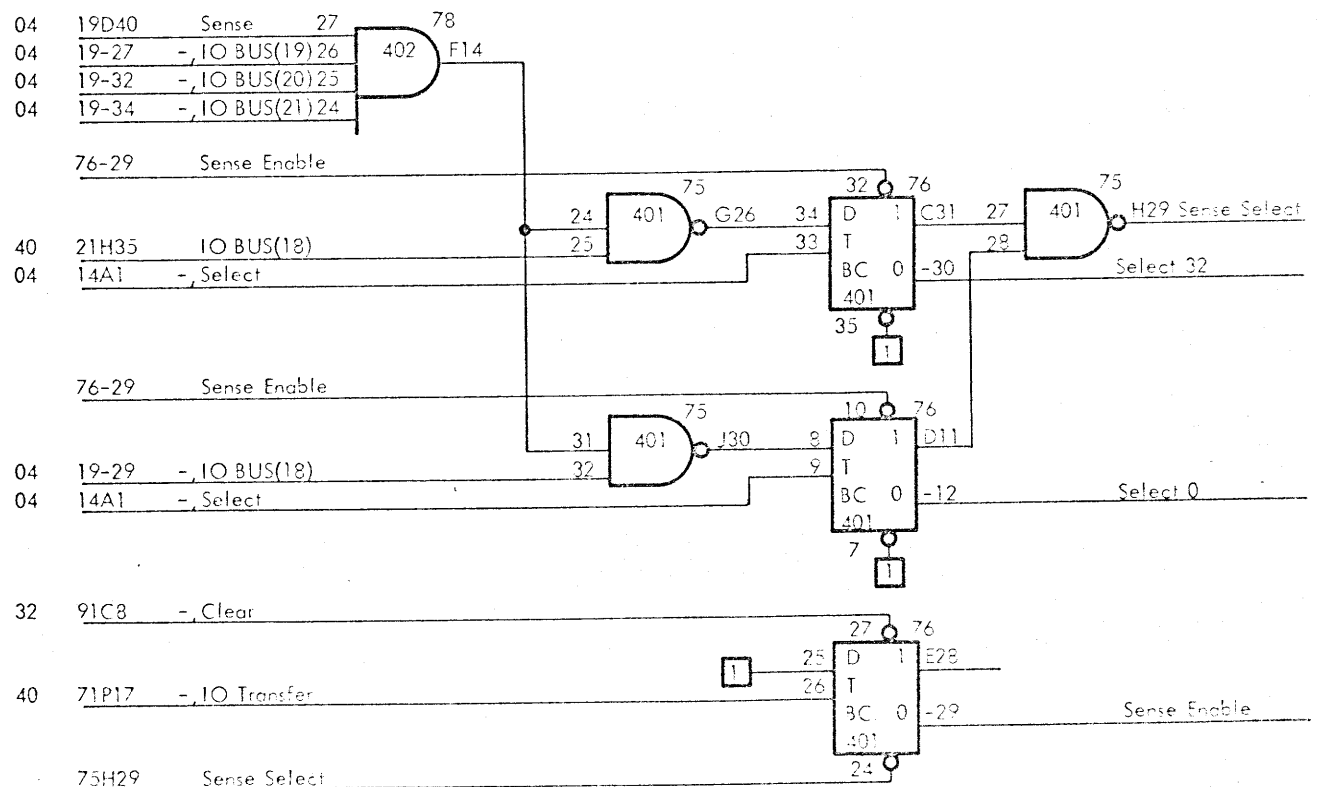 04 19D40 Sense 27 78
04 19-27 -, IO BUS(19) 26 402 F14
04 19-32 -, IO BUS(20) 25
04 19-34 -, IO BUS(21) 24
76-29 Sense Enable
75 32 76 75
24 401 G26 34 D 1 C31 27 401 H29 Sense Select
40 21H35 IO BUS(18) 25 33 T 28
04 14A1 -, Select BC 0 -30 Select 32
401
35
1
76-29 Sense Enable
75 10 76
31 401 J30 8 D 1 D11
04 19-29 -, IO BUS(18) 32 9 T
04 14A1 -, Select BC 0 -12 Select 0
401
7
1
32 91C8 -, Clear
27 76
1 25 D 1 E28
40 71P17 -, IO Transfer 26 T
BC 0 -29 Sense Enable
401
24
75H29 Sense Select